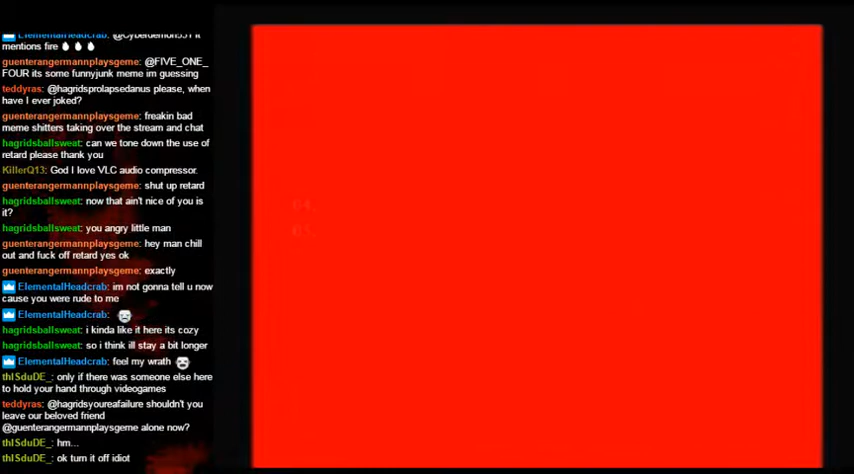 ElementalHeadcrab: @Cyberdemon531 it
mentions fire
guenterangermannplaysgeme: @FIVE_ONE_
FOUR its some funnyjunk meme im guessing
teddyras: @hagridsprolapsedanus please, when
have I ever joked?
guenterangermannplaysgeme: freakin bad
meme shitters taking over the stream and chat
hagridsballsweat: can we tone down the use of
retard please thank you
KillerQ13: God I love VLC audio compressor.
guenterangermannplaysgeme: shut up retard
hagridsballsweat: now that ain't nice of you is
it?
hagridsballsweat: you angry little man
guenterangermannplaysgeme: hey man chill
out and fuck off retard yes ok
guenterangermannplaysgeme: exactly
ElementalHeadcrab: im not gonna tell u now
cause you were rude to me
ElementalHeadcrab:
hagridsballsweat: i kinda like it here its cozy
hagridsballsweat: so i think ill stay a bit longer
ElementalHeadcrab: feel my wrath
thISduDE_: only if there was someone else here
to hold your hand through videogames
teddyras: @hagridsyoureafailure shouldn't you
leave our beloved friend
@guenterangermannplaysgeme alone now?
thISduDE_: hm...
thISduDE_: ok turn it off idiot